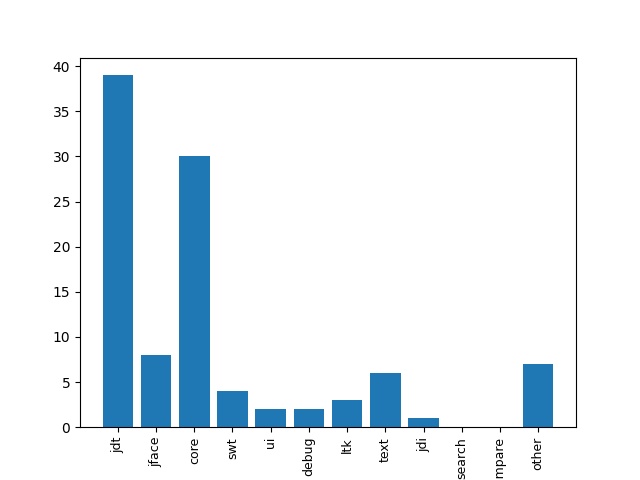 40
35
30
25
20
15
10
5
0
jdt
jface
core
swt
ui
debug
ltk
text
jdi
search
mpare
other